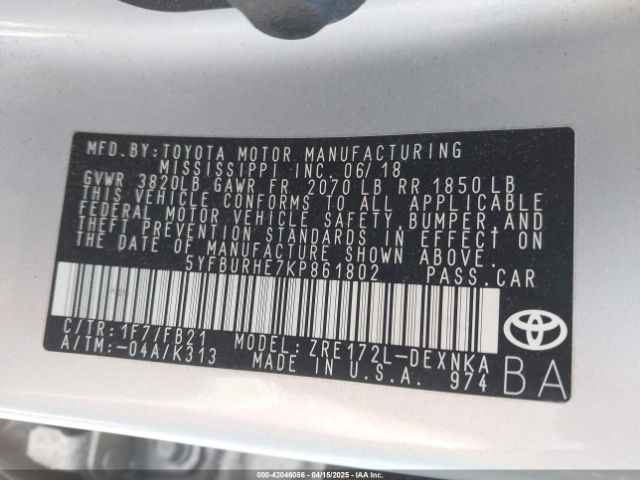 MFD.BY:TOYOTA MOTOR MANUFACTURING
MISSISSIPPI INC. 06/18
GVWR 3820LB GAWR FR 2070 LB RR 1850LB
THIS VEHICLE CONFORMS TO ALL APPLICABLE
FEDERAL MOTOR VEHICLE SAFETY,BUMPER,AND
THEFT PREVENTION STANDARDS IN EFFECT ON
THE DATE OF MANUFACTURE SHOWN ABOVE.
5YFBURHE7KP861802 PASS.CAR
C/TR:1F7/FB21 ZRE172L-DEXNKA
A/TM:-04A/K313 MADE IN U.S.A. 974
BA
000-42046086 - 04/15/2025 - IAAI.COM